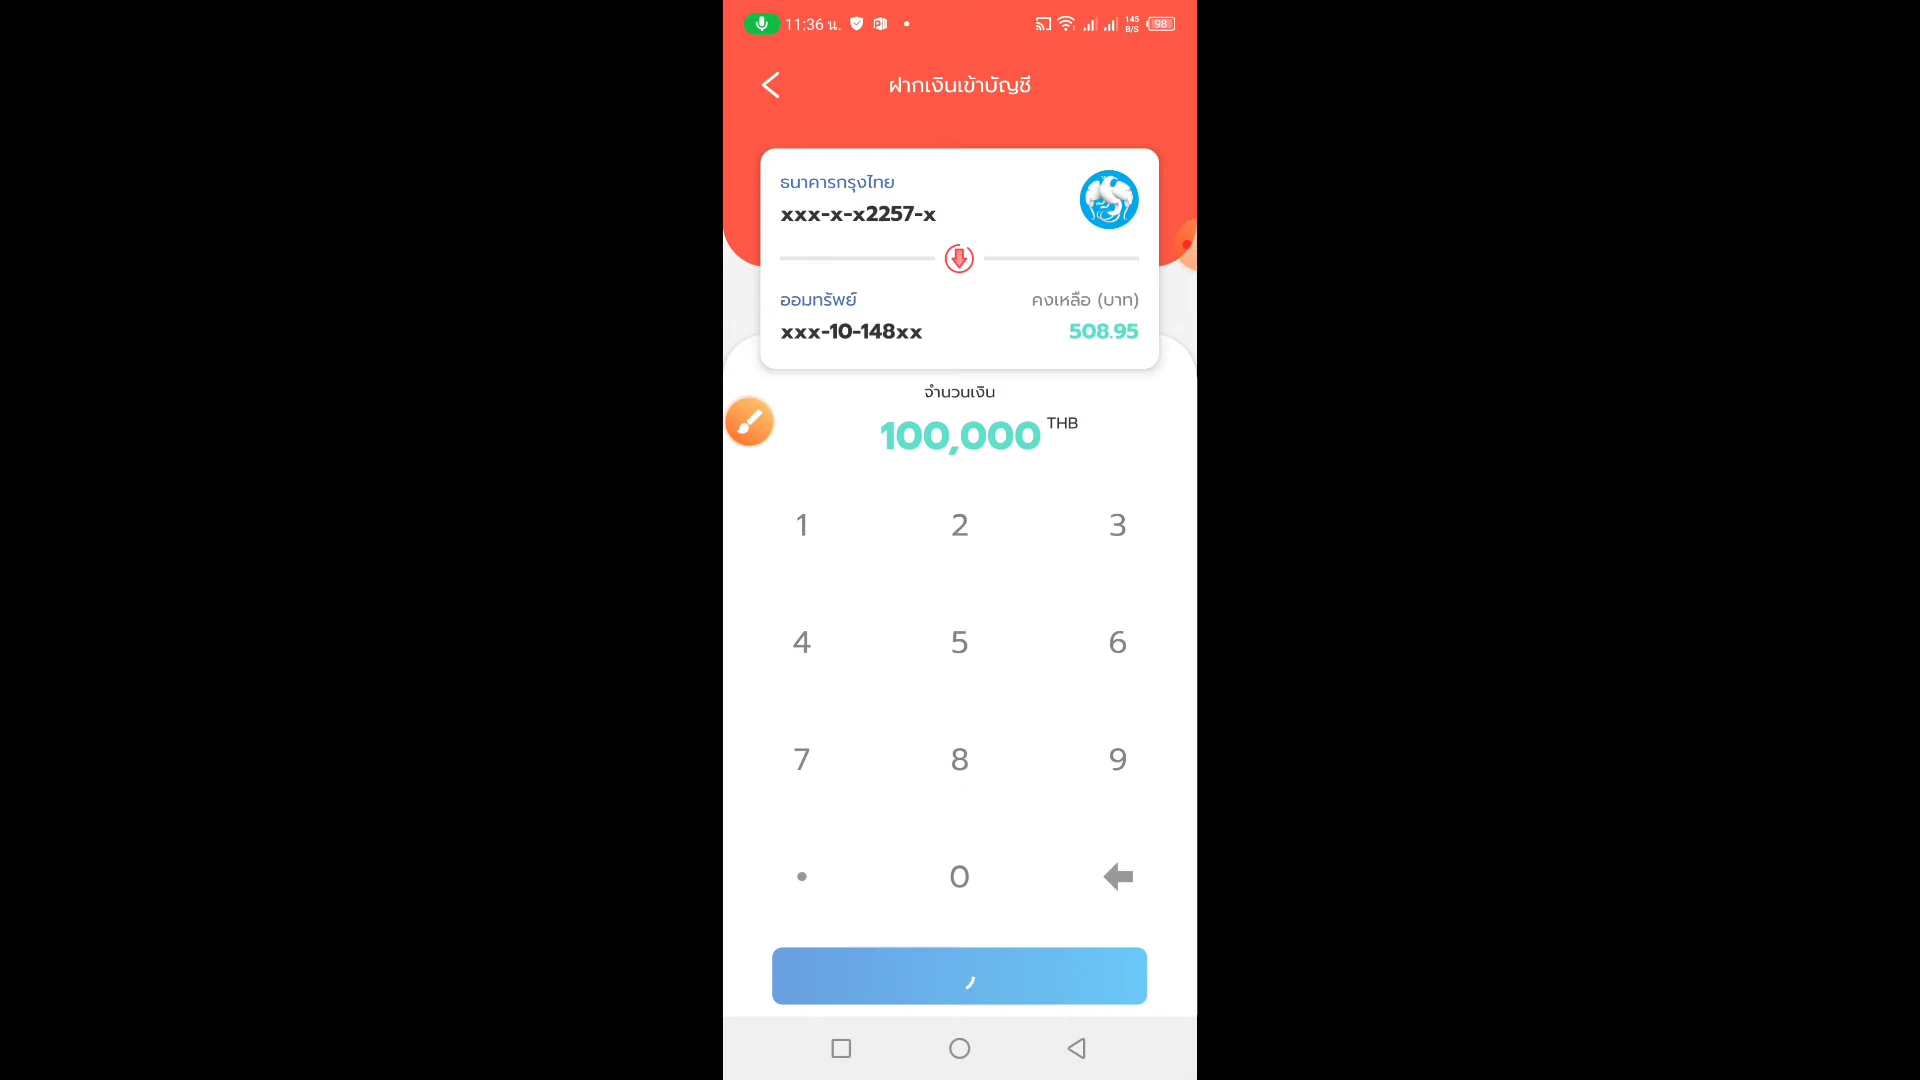 11:36 น.
145
B/S
98
ฝากเงินเข้าบัญชี
ธนาคารกรุงไทย
xxx-x-x2257-x
ออมทรัพย์ คงเหลือ (บาท)
xxx-10-148xx 508.95
จำนวนเงิน
100,000 THB
1 2 3
4 5 6
7 8 9
. 0